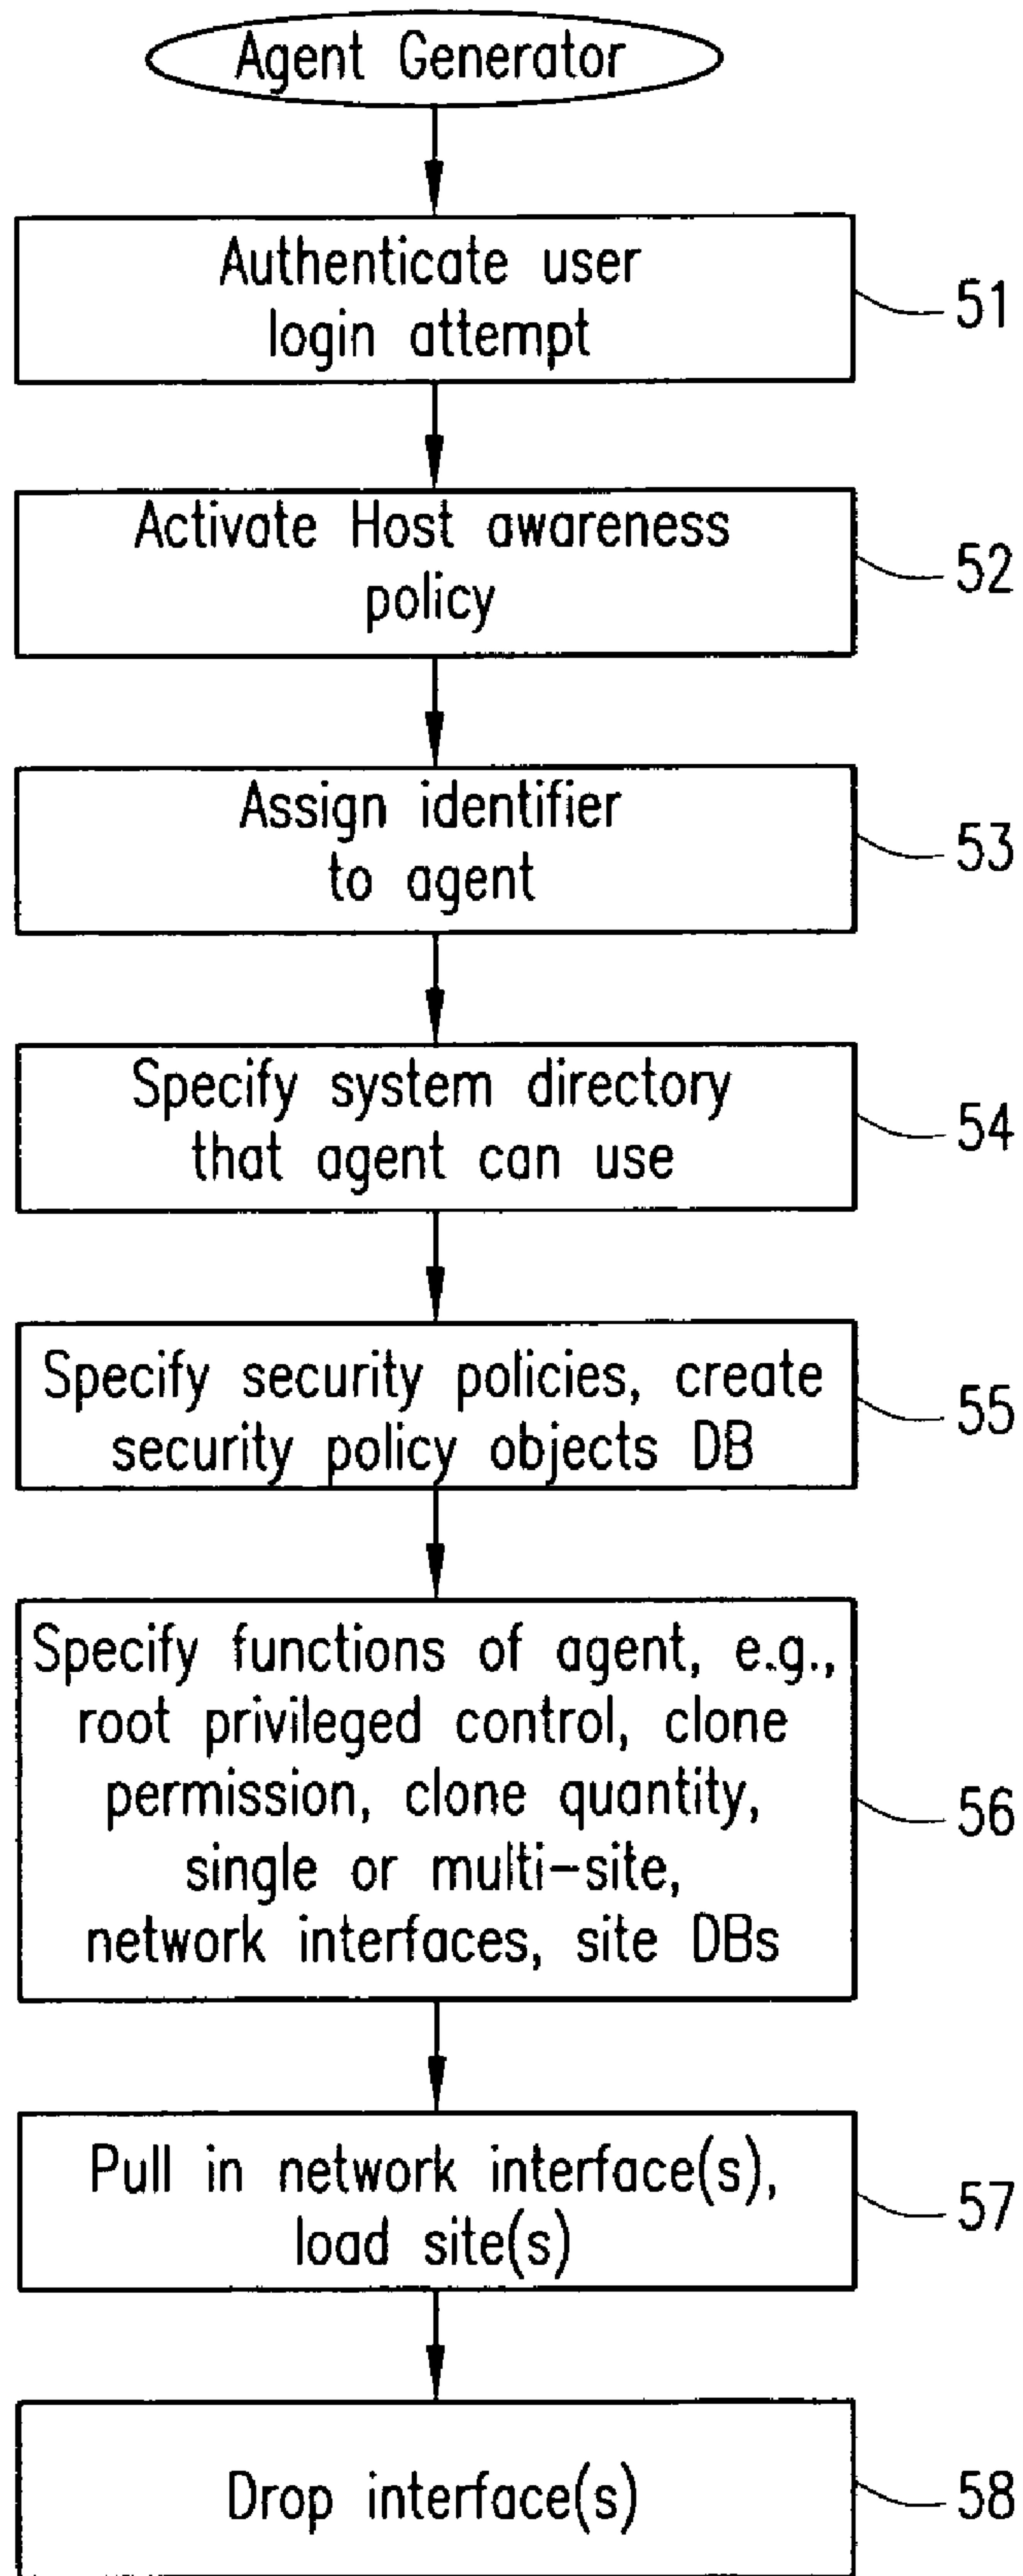 Agent Generator
Authenticate user
login attempt
51
Activate Host awareness
policy
52
Assign identifier
to agent
53
Specify system directory
that agent can use
54
Specify security policies, create
security policy objects DB
55
Specify functions of agent, e.g.,
root privileged control, clone
permission, clone quantity,
single or multi-site,
network interfaces, site DBs
56
Pull in network interface(s),
load site(s)
57
Drop interface(s)
58